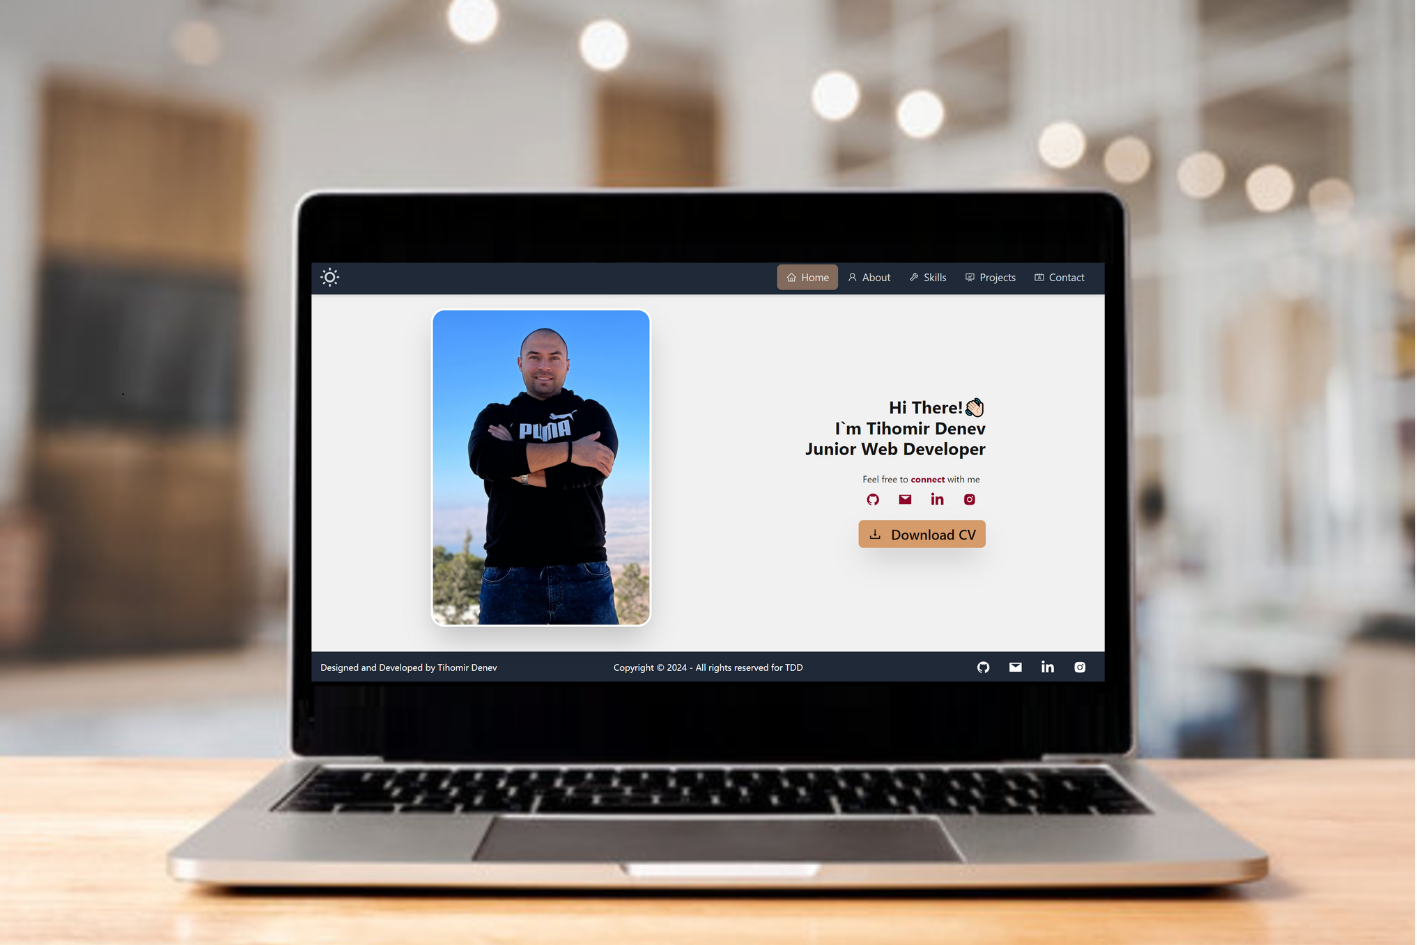 Home About Skills Projects Contact
PUMA
Hi There!👋🏻
I`m Tihomir Denev
Junior Web Developer
Feel free to connect with me
Download CV
Designed and Developed by Tihomir Denev
Copyright © 2024 - All rights reserved for TDD